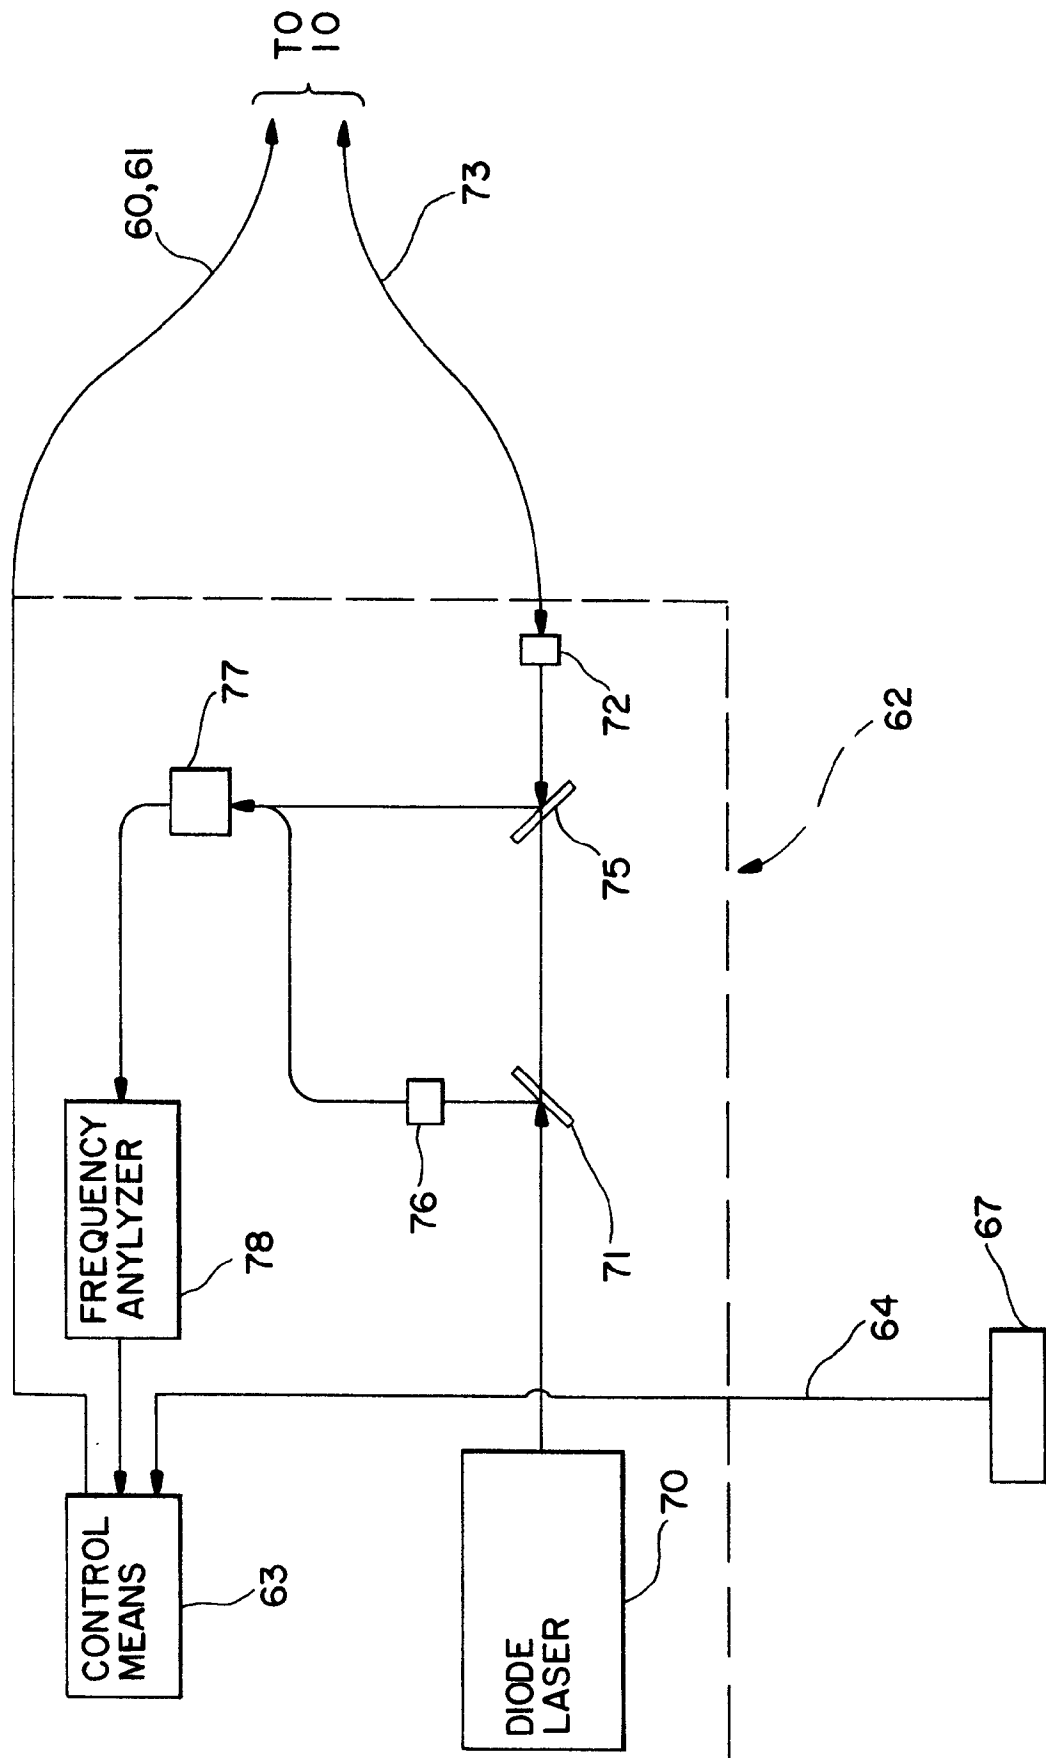 TO
10
60,61
73
77
72
62
75
FREQUENCY
ANYLYZER
78
76
71
67
64
CONTROL
MEANS
63
70
DIODE
LASER